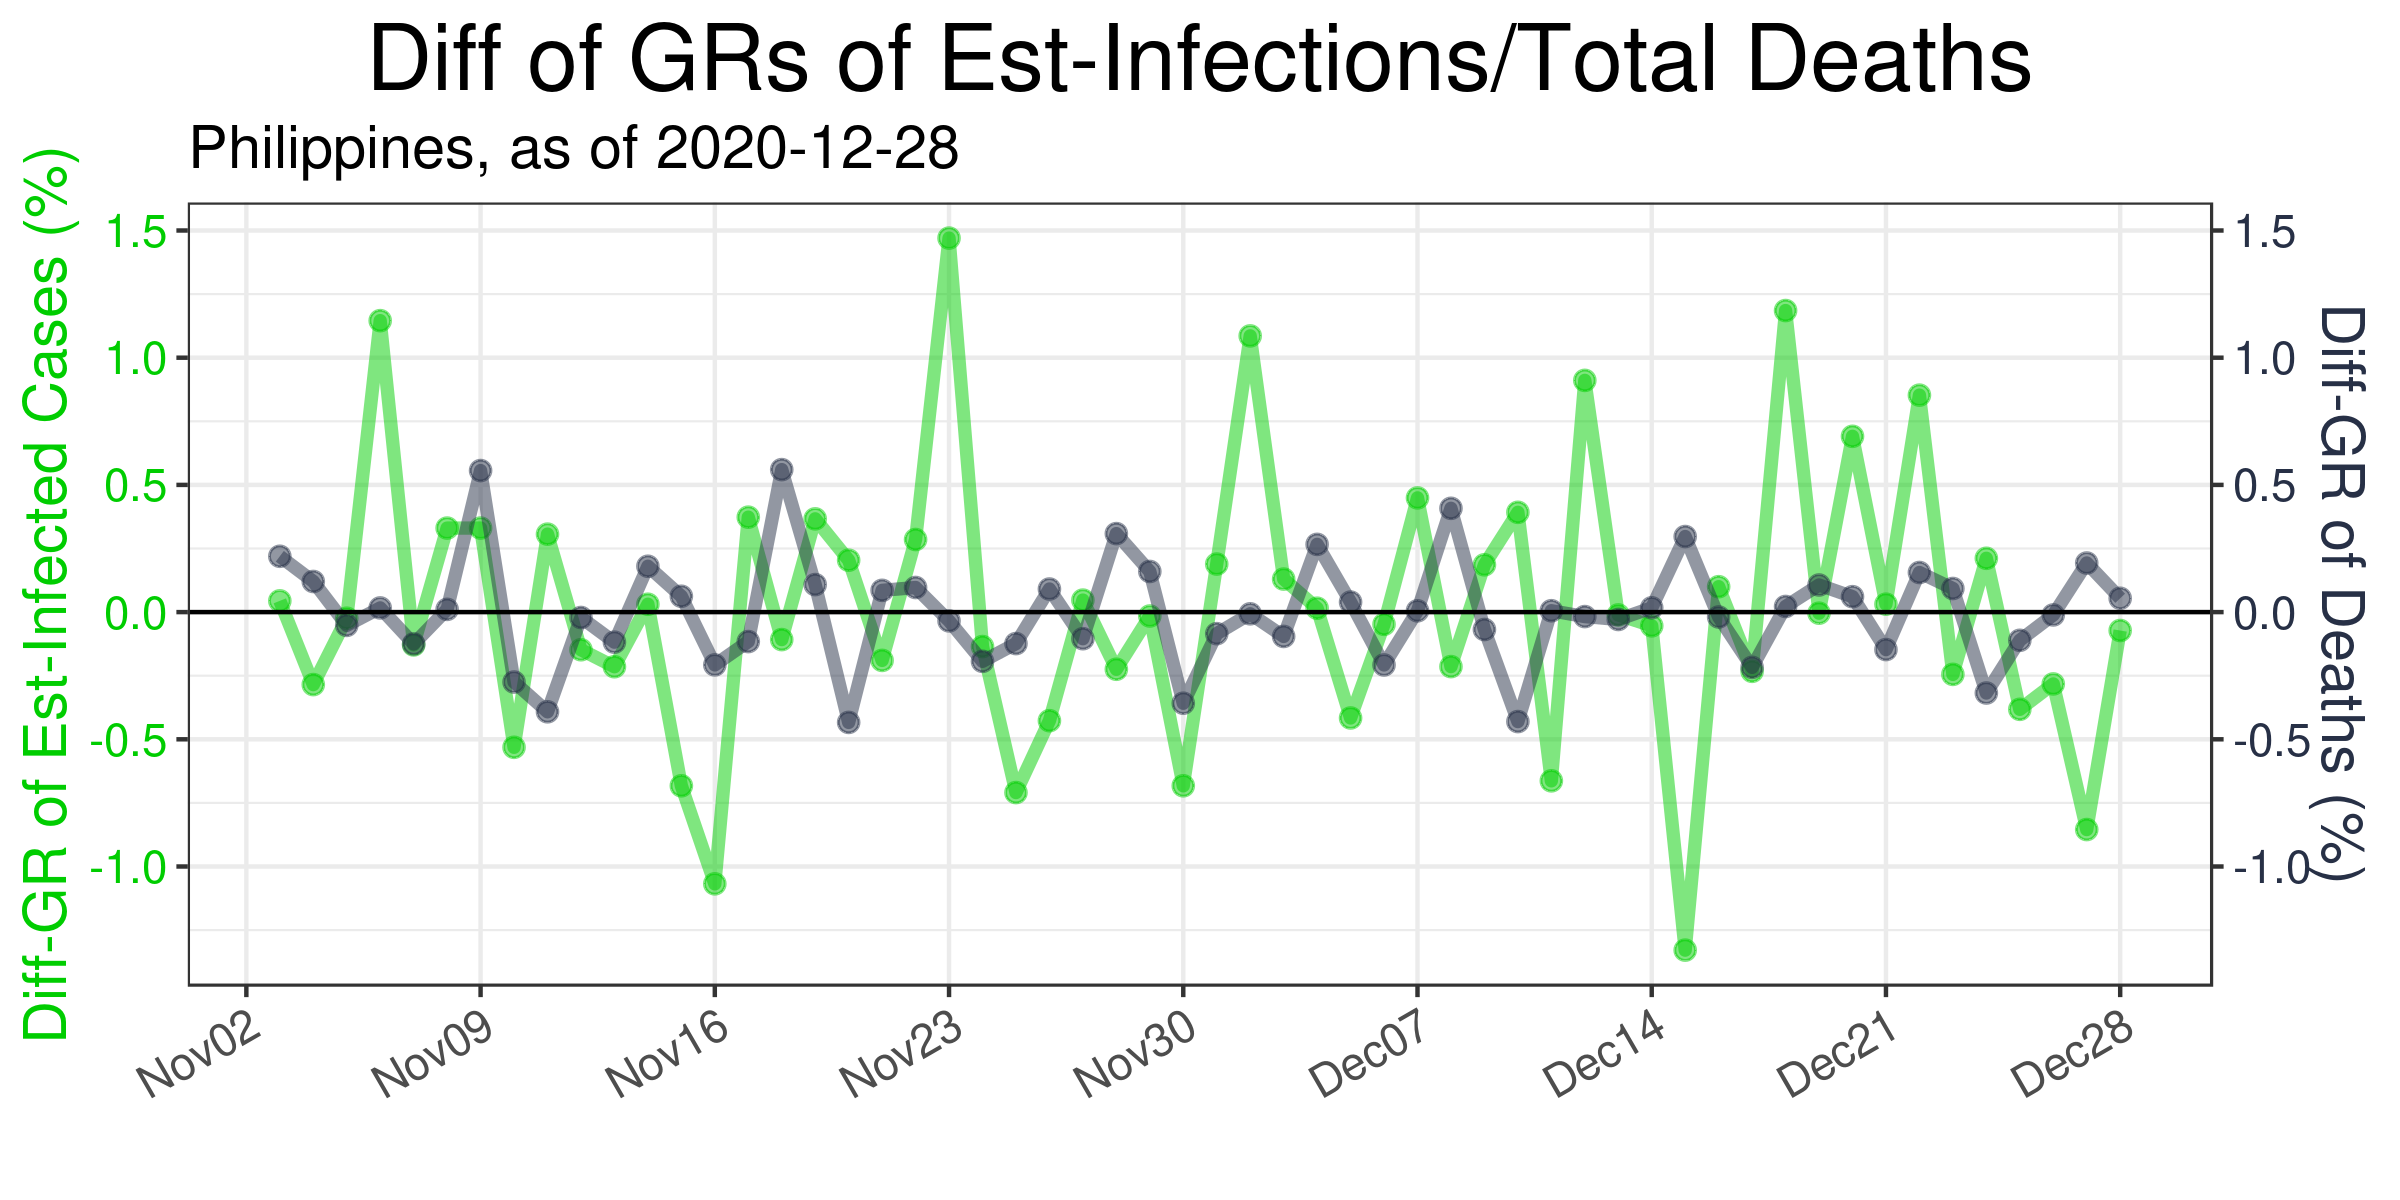 Diff of GRs of Est-Infections/Total Deaths
Philippines, as of 2020-12-28
Diff-GR of Est-Infected Cases (%)
1.5
1.0
0.5
0.0
-0.5
-1.0
1.5
1.0
0.5
0.0
-0.5
-1.0
Diff-GR of Deaths (%)
Nov02
Nov09
Nov16
Nov23
Nov30
Dec07
Dec14
Dec21
Dec28